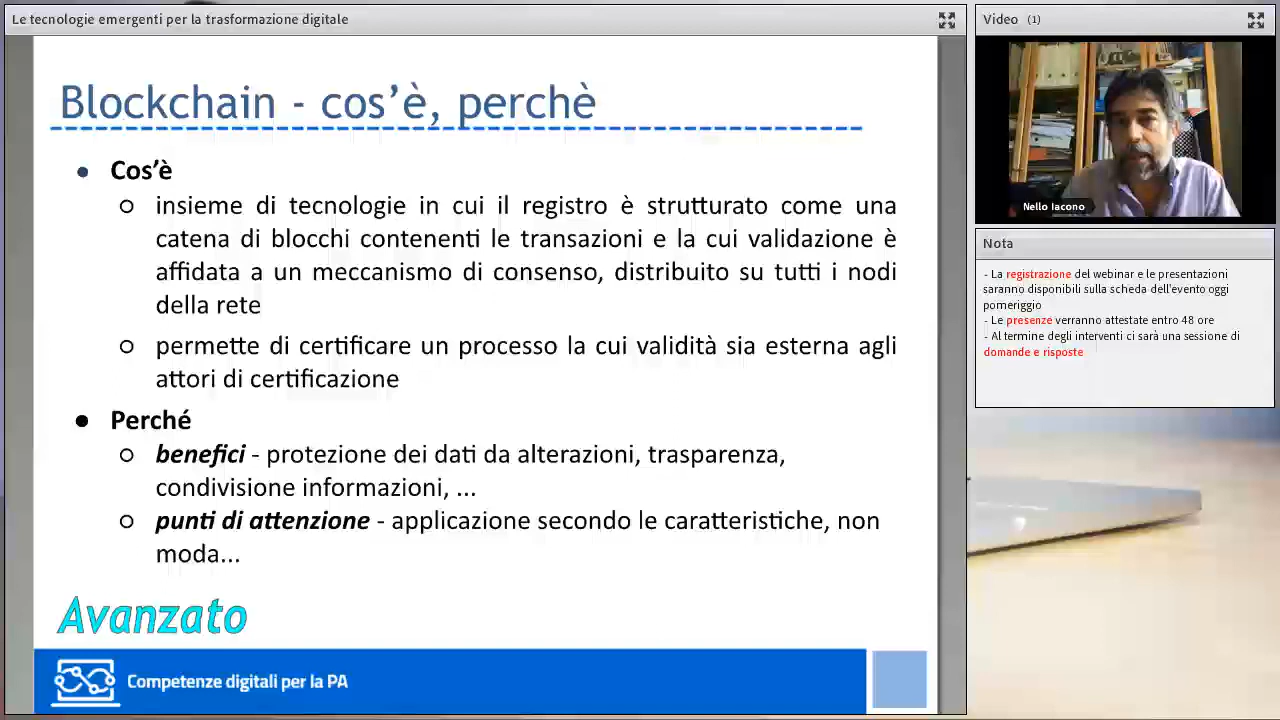 Le tecnologie emergenti per la trasformazione digitale
Blockchain - cos’è, perchè
● Cos’è
○ insieme di tecnologie in cui il registro è strutturato come una
catena di blocchi contenenti le transazioni e la cui validazione è
affidata a un meccanismo di consenso, distribuito su tutti i nodi
della rete
○ permette di certificare un processo la cui validità sia esterna agli
attori di certificazione
● Perché
○ benefici - protezione dei dati da alterazioni, trasparenza,
condivisione informazioni, ...
○ punti di attenzione - applicazione secondo le caratteristiche, non
moda...
Avanzato
Competenze digitali per la PA
Video (1)
Nello Iacono
Nota
- La registrazione del webinar e le presentazioni
saranno disponibili sulla scheda dell'evento oggi
pomeriggio
- Le presenze verranno attestate entro 48 ore
- Al termine degli interventi ci sarà una sessione di
domande e risposte